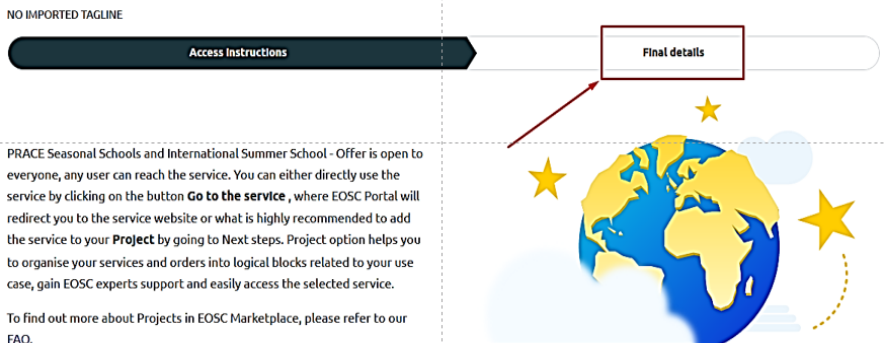 NO IMPORTED TAGLINE
Access instructions
Final details
PRACE Seasonal Schools and International Summer School - Offer is open to
everyone, any user can reach the service. You can either directly use the
service by clicking on the button Go to the service , where EOSC Portal will
redirect you to the service website or what is highly recommended to add
the service to your Project by going to Next steps. Project option helps you
to organise your services and orders into logical blocks related to your use
case, gain EOSC experts support and easily access the selected service.
To find out more about Projects in EOSC Marketplace, please refer to our
FAQ.